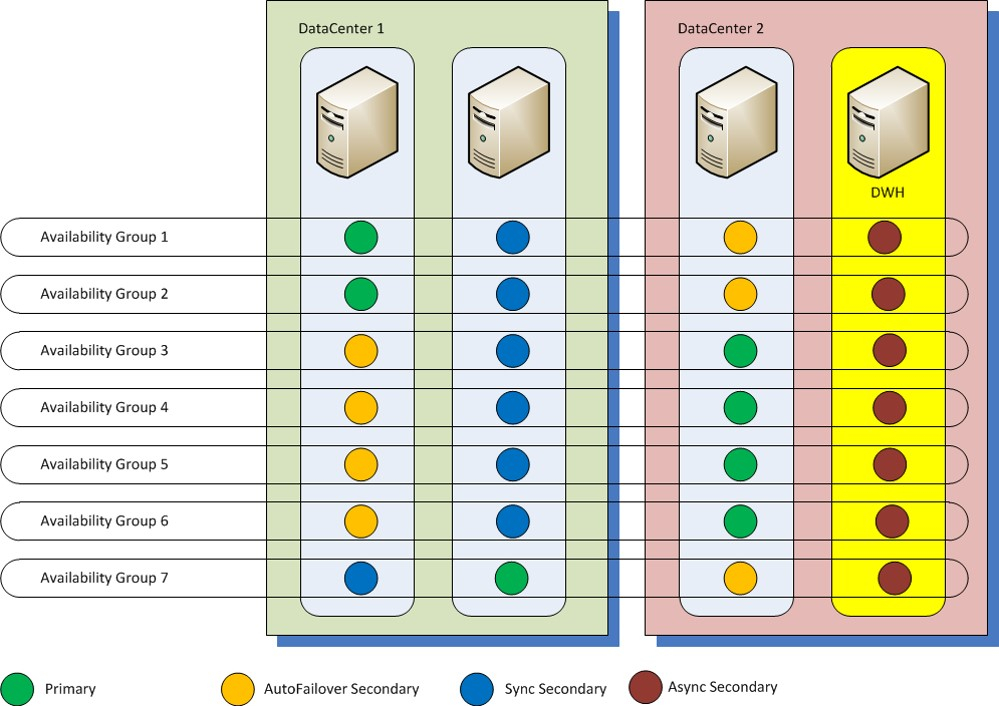 DataCenter 1
DataCenter 2
DWH
Availability Group 1
Availability Group 2
Availability Group 3
Availability Group 4
Availability Group 5
Availability Group 6
Availability Group 7
Primary
AutoFailover Secondary
Sync Secondary
Async Secondary